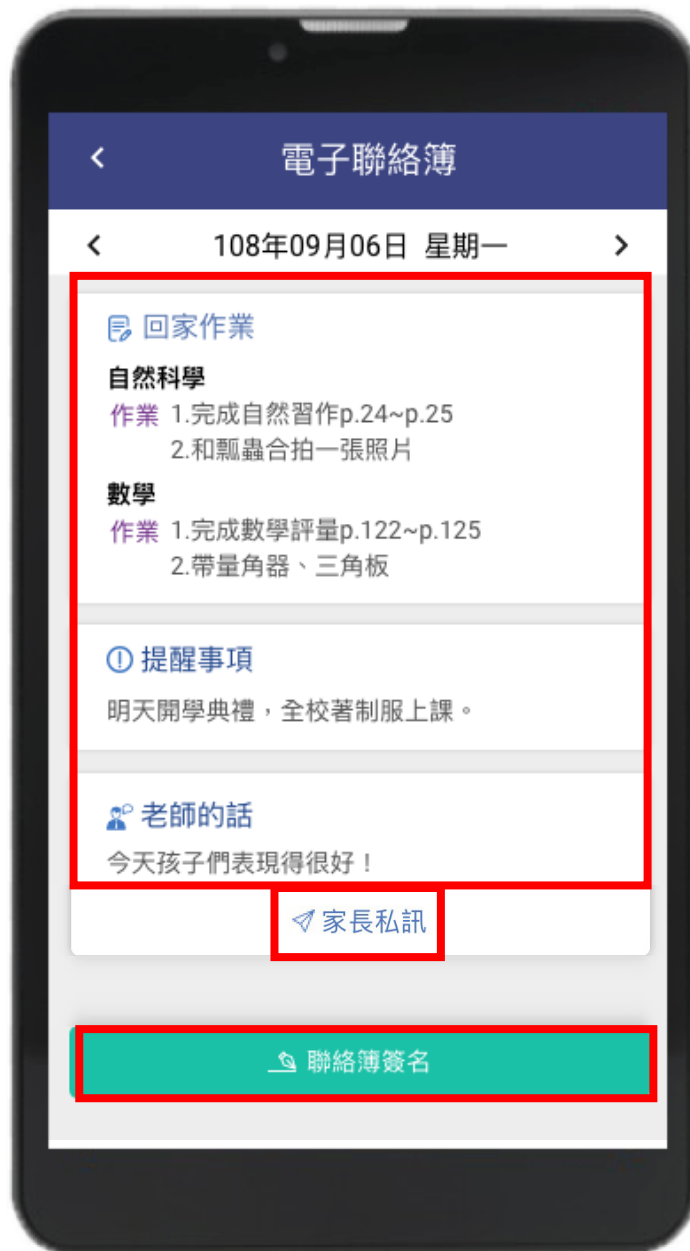 電子聯絡簿
108年09月06日 星期一
回家作業
自然科學
作業 1.完成自然習作p.24~p.25
2.和瓢蟲合拍一張照片
數學
作業 1.完成數學評量p.122~p.125
2.帶量角器、三角板
提醒事項
明天開學典禮，全校著制服上課。
老師的話
今天孩子們表現得很好！
家長私訊
聯絡簿簽名